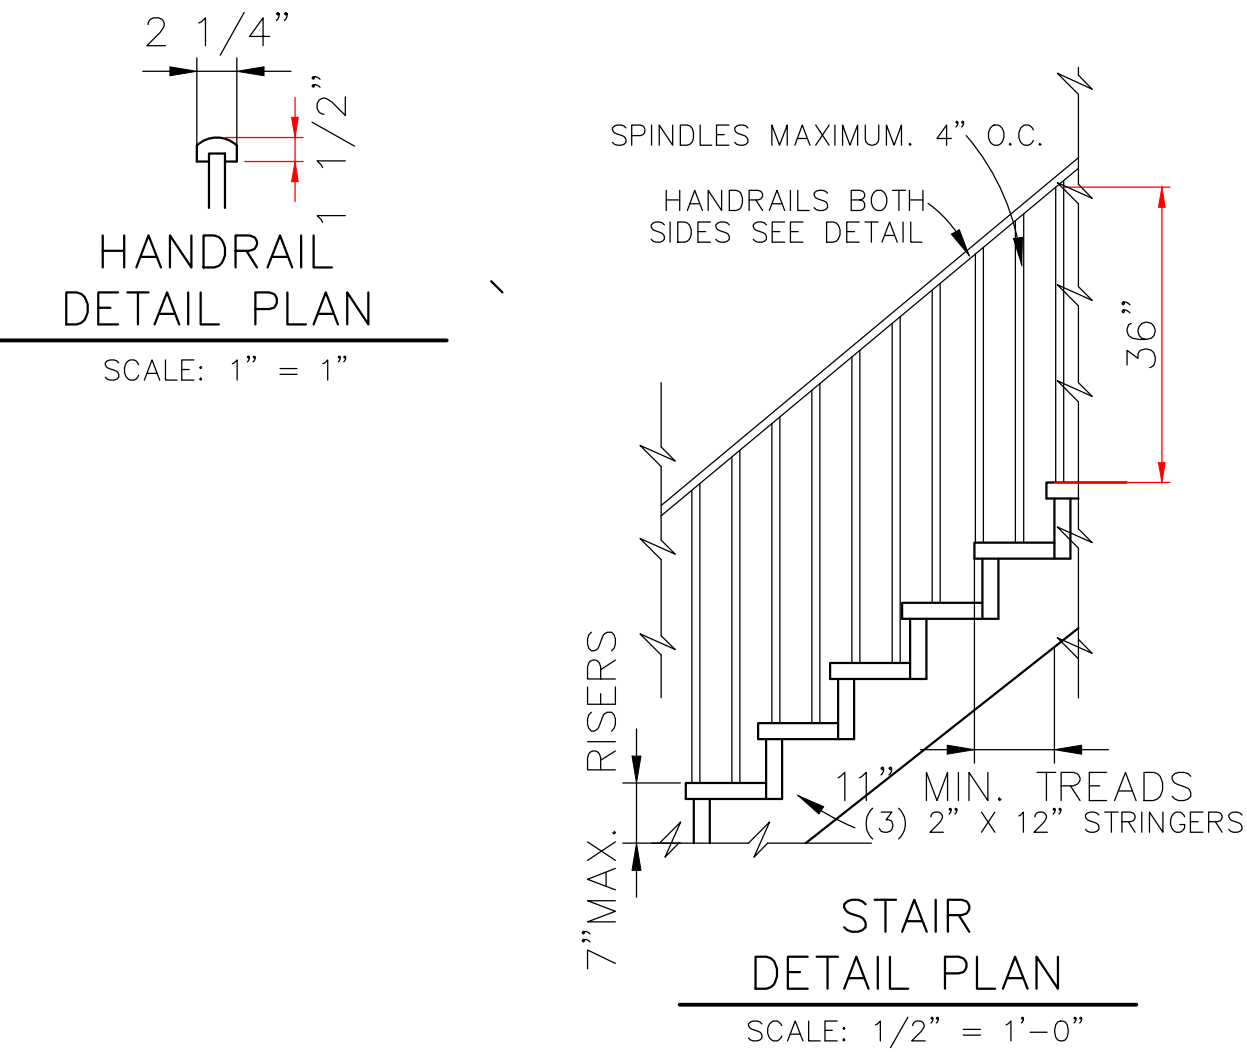 2 1/4”
1 1/2”
HANDRAIL
DETAIL PLAN
SCALE: 1” = 1”
SPINDLES MAXIMUM. 4” O.C.
HANDRAILS BOTH
SIDES SEE DETAIL
36”
7”MAX. RISERS
11” MIN. TREADS
(3) 2” X 12” STRINGERS
STAIR
DETAIL PLAN
SCALE: 1/2” = 1’-0”